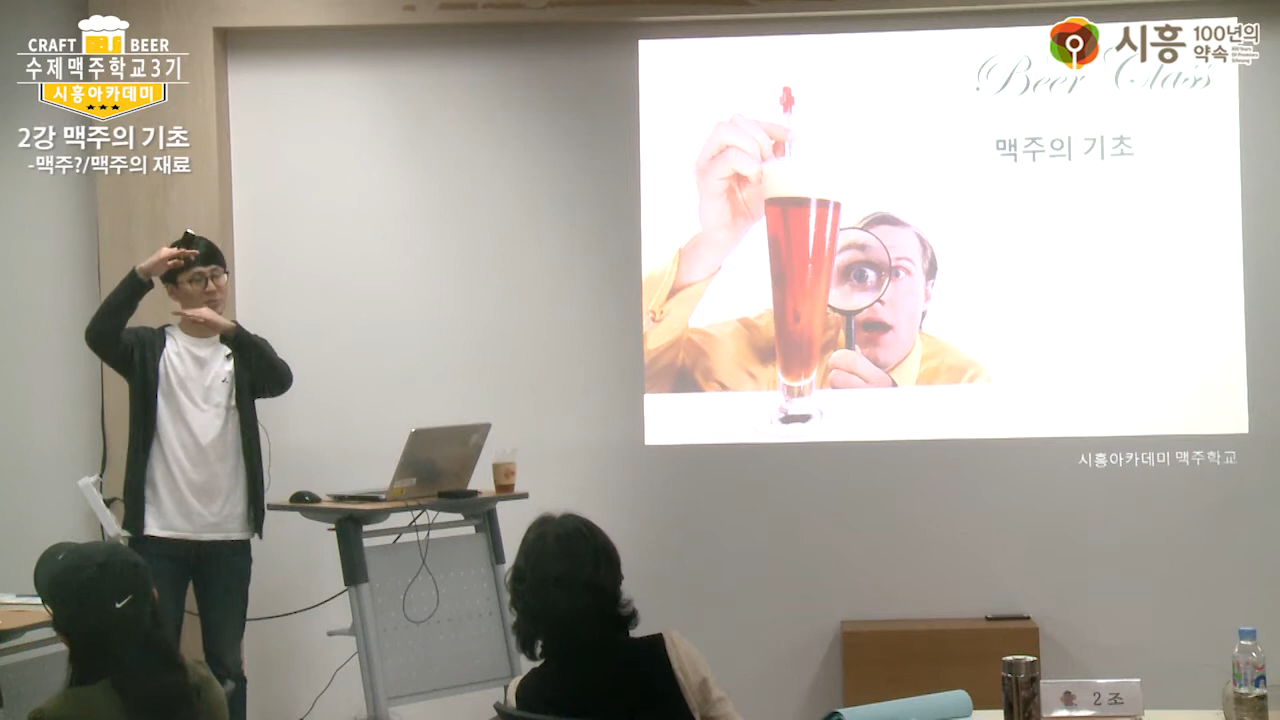 CRAFT BEER
수제맥주학교3기
시흥아카데미
2강 맥주의 기초
-맥주?/맥주의 재료
시흥 100년의
약속
Beer Class
맥주의 기초
시흥아카데미 맥주학교
2조